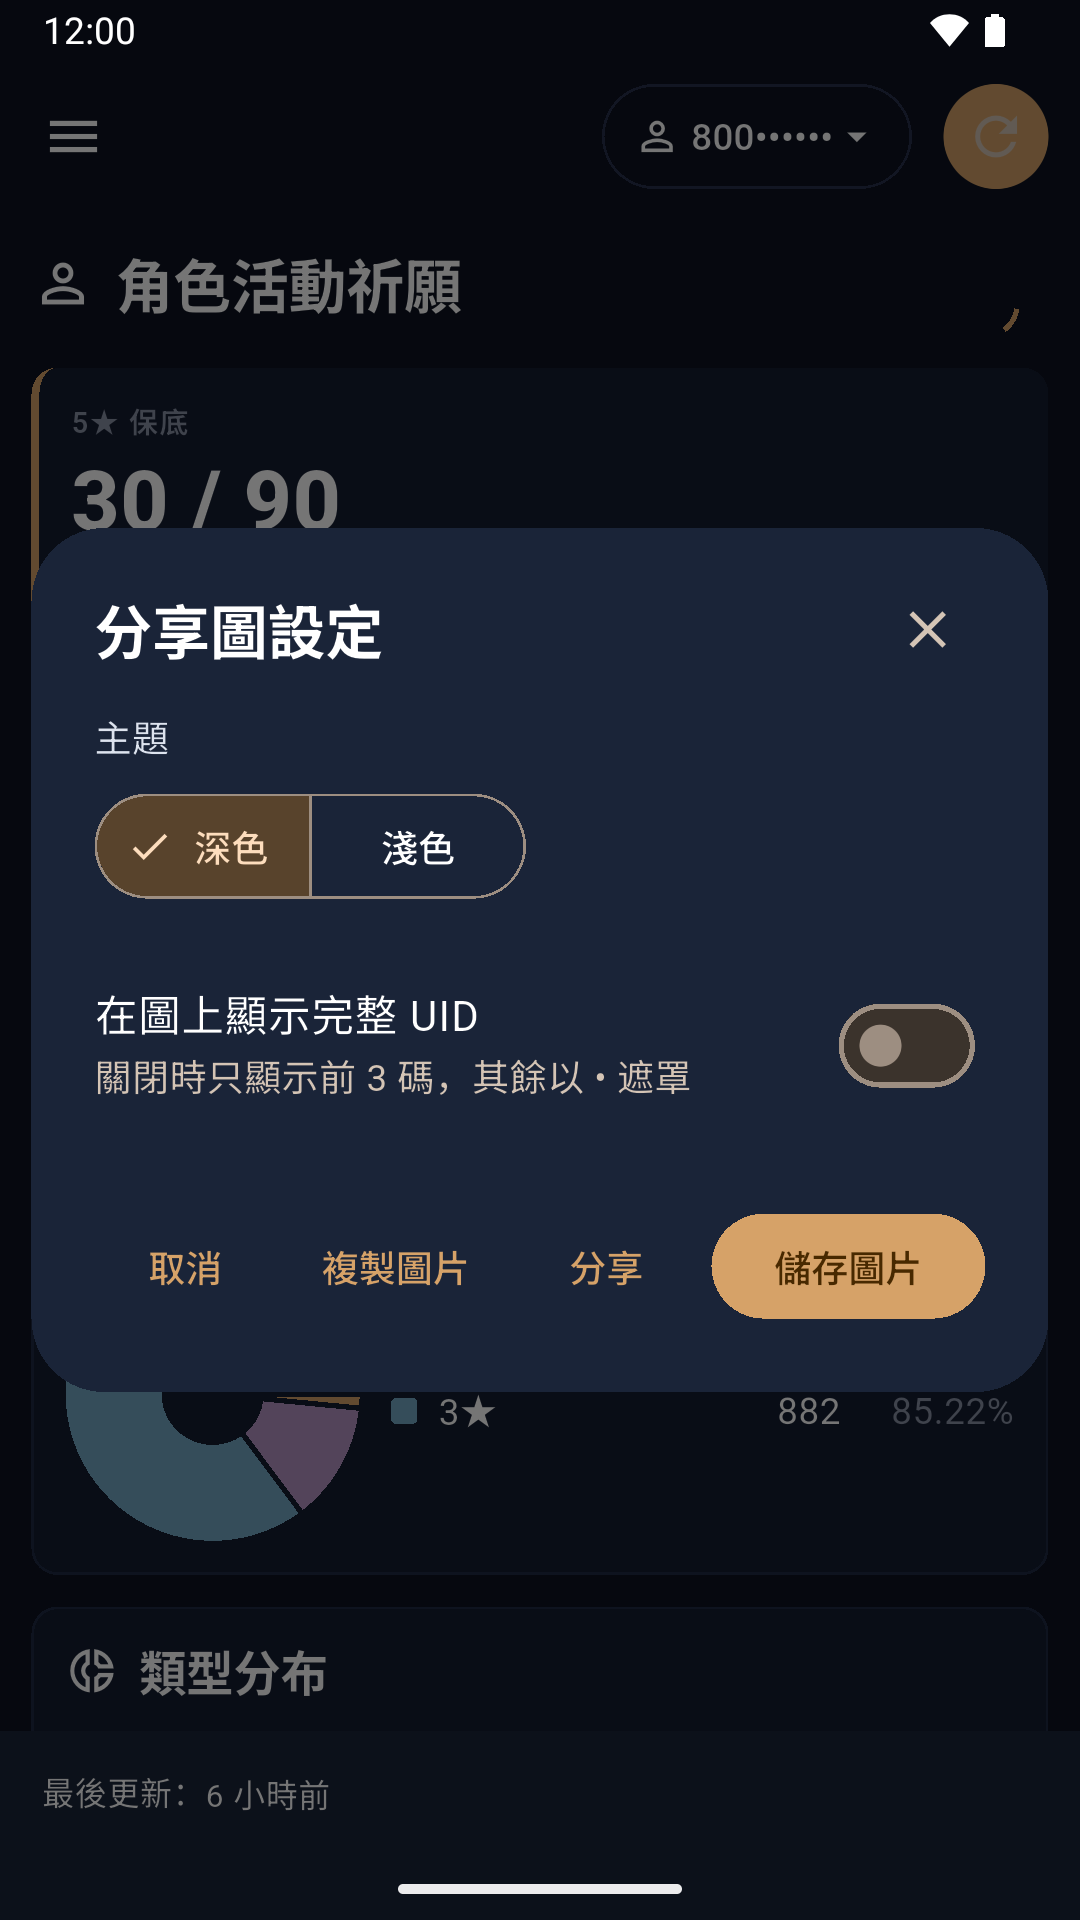 12:00
800••••••
角色活動祈願
5★ 保底
30 / 90
分享圖設定
主題
深色
淺色
在圖上顯示完整 UID
關閉時只顯示前 3 碼，其餘以 • 遮罩
取消
複製圖片
分享
儲存圖片
3★ 882 85.22%
類型分布
最後更新：6 小時前